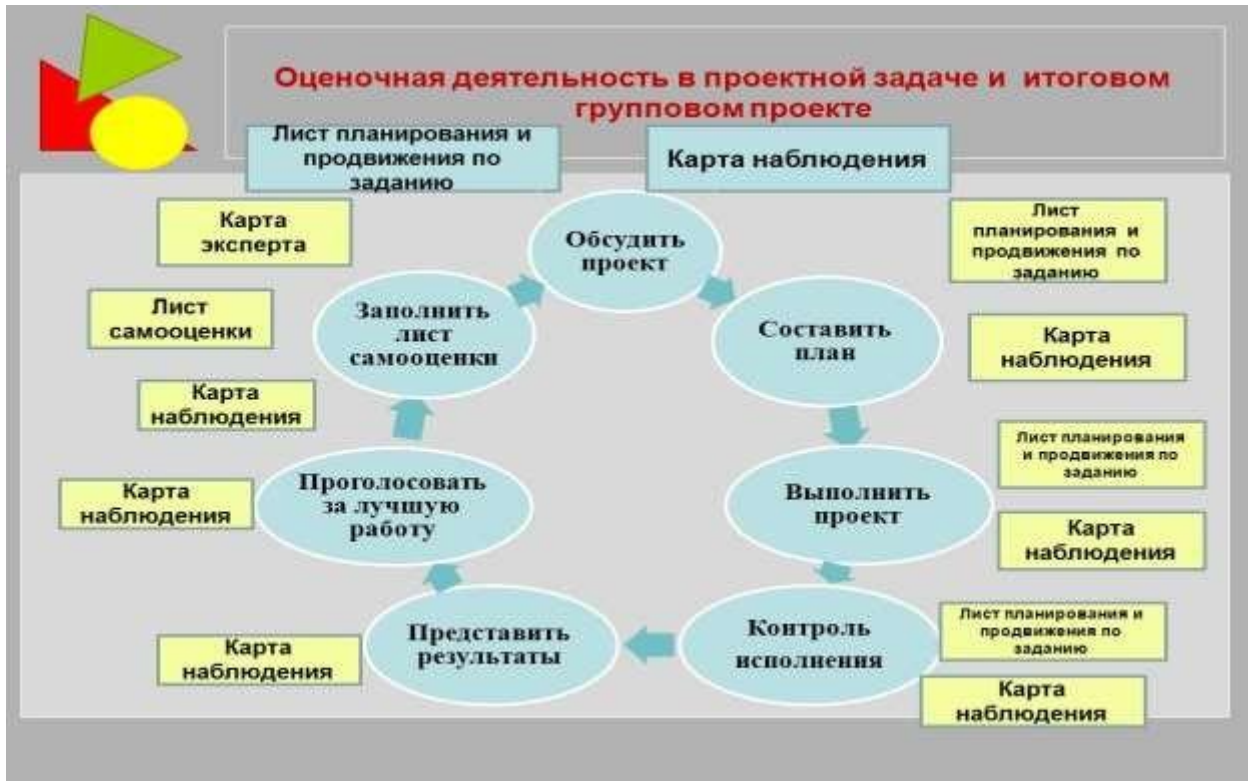 Оценочная деятельность в проектной задаче и итоговом
групповом проекте
Лист планирования и
продвижения по
заданию
Карта наблюдения
Обсудить
проект
Лист
планирования и
продвижения по
заданию
Составить
план
Карта
наблюдения
Лист планирования
и продвижения по
заданию
Выполнить
проект
Карта
наблюдения
Лист планирования и
продвижения по
заданию
Контроль
исполнения
Карта
наблюдения
Представить
результаты
Карта
наблюдения
Проголосовать
за лучшую
работу
Карта
наблюдения
Заполнить
лист
самооценки
Карта
наблюдения
Лист
самооценки
Карта
эксперта